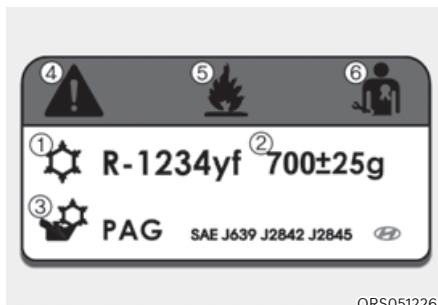 ④ ⑤ ⑥
① R-1234yf ② 700±25g
③ PAG SAE J639 J2842 J2845
ORS051226